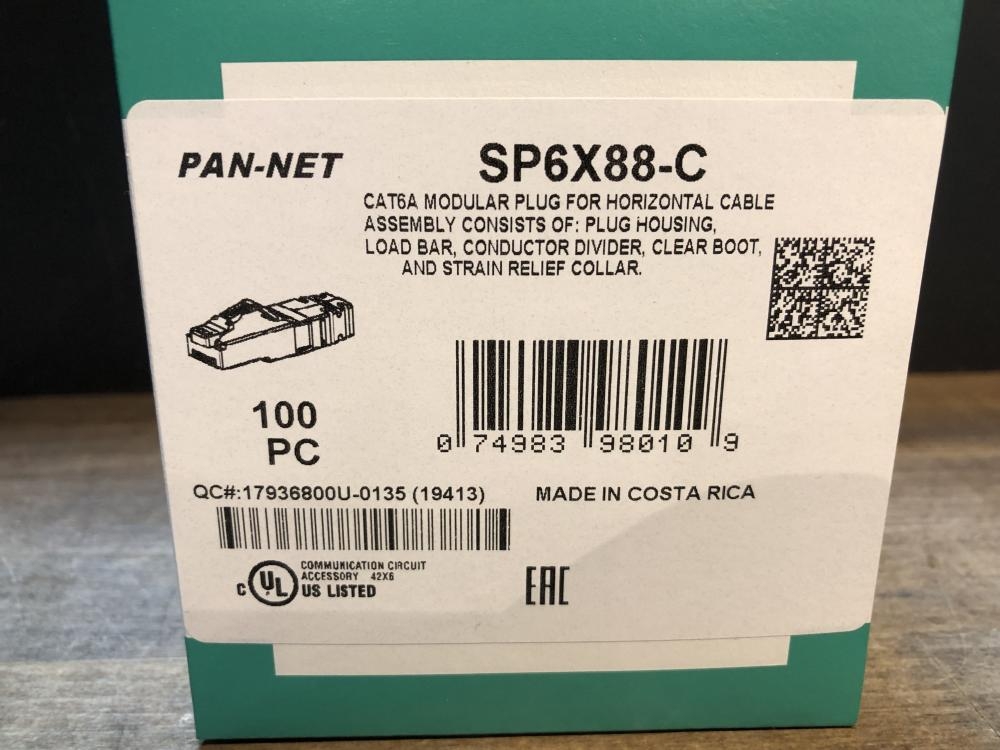 PAN-NET
SP6X88-C
CAT6A MODULAR PLUG FOR HORIZONTAL CABLE
ASSEMBLY CONSISTS OF: PLUG HOUSING,
LOAD BAR, CONDUCTOR DIVIDER, CLEAR BOOT,
AND STRAIN RELIEF COLLAR.
100
PC
0 74983 98010 9
QC#:17936800U-0135 (19413)
MADE IN COSTA RICA
C UL US LISTED
COMMUNICATION CIRCUIT
ACCESSORY 42X6
EAC